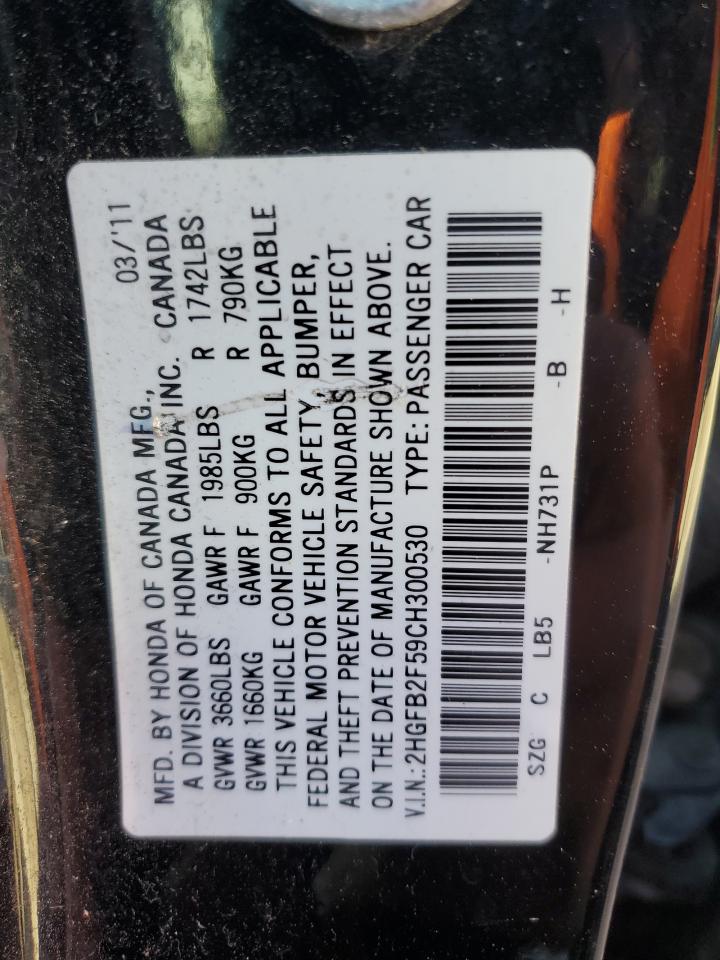 03/'11
MFD. BY HONDA OF CANADA MFG.,
A DIVISION OF HONDA CANADA INC. CANADA
GVWR 3660LBS GAWR F 1985LBS R 1742LBS
GVWR 1660KG GAWR F 900KG R 790KG
THIS VEHICLE CONFORMS TO ALL APPLICABLE
FEDERAL MOTOR VEHICLE SAFETY, BUMPER,
AND THEFT PREVENTION STANDARDS IN EFFECT
ON THE DATE OF MANUFACTURE SHOWN ABOVE.
V.I.N.: 2HGFB2F59CH300530 TYPE: PASSENGER CAR
SZG C LB5 -NH731P -B -H